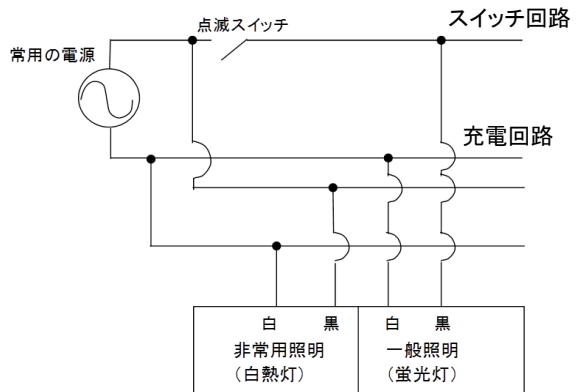 スイッチ回路
点滅スイッチ
常用の電源
充電回路
白 黒 白 黒
非常用照明 一般照明
(白熱灯) (蛍光灯)